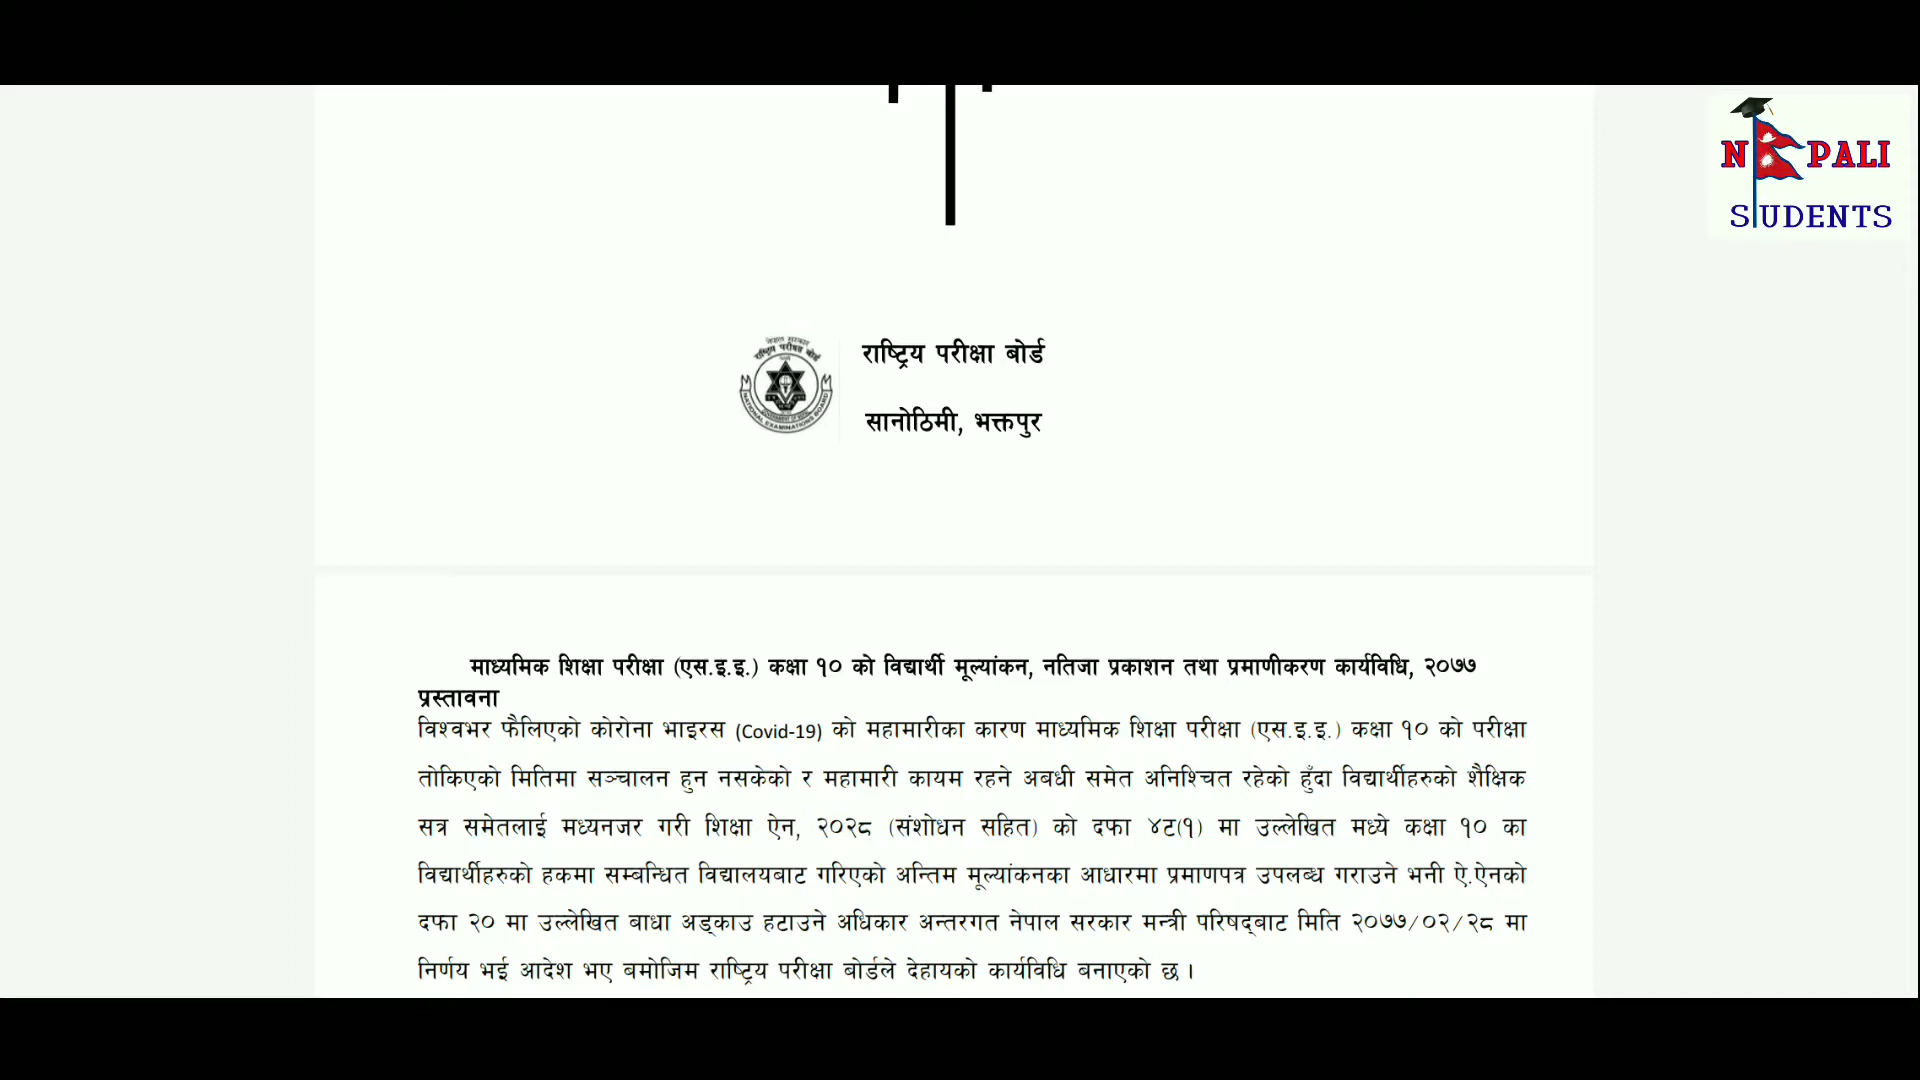 NEPALI
STUDENTS
राष्ट्रिय परीक्षा बोर्ड
सानोठिमी, भक्तपुर
माध्यमिक शिक्षा परीक्षा (एस.इ.इ.) कक्षा १० को विद्यार्थी मूल्यांकन, नतिजा प्रकाशन तथा प्रमाणीकरण कार्यविधि, २०७७
प्रस्तावना
विश्वभर फैलिएको कोरोना भाइरस (Covid-19) को महामारीका कारण माध्यमिक शिक्षा परीक्षा (एस.इ.इ.) कक्षा १० को परीक्षा
तोकिएको मितिमा सञ्चालन हुन नसकेको र महामारी कायम रहने अबधी समेत अनिश्चित रहेको हुँदा विद्यार्थीहरुको शैक्षिक
सत्र समेतलाई मध्यनजर गरी शिक्षा ऐन, २०२८ (संशोधन सहित) को दफा ४ट(१) मा उल्लेखित मध्ये कक्षा १० का
विद्यार्थीहरुको हकमा सम्बन्धित विद्यालयबाट गरिएको अन्तिम मूल्यांकनका आधारमा प्रमाणपत्र उपलब्ध गराउने भनी ऐ.ऐनको
दफा २० मा उल्लेखित बाधा अड्काउ हटाउने अधिकार अन्तरगत नेपाल सरकार मन्त्री परिषद्बाट मिति २०७७/०२/२८ मा
निर्णय भई आदेश भए बमोजिम राष्ट्रिय परीक्षा बोर्डले देहायको कार्यविधि बनाएको छ ।